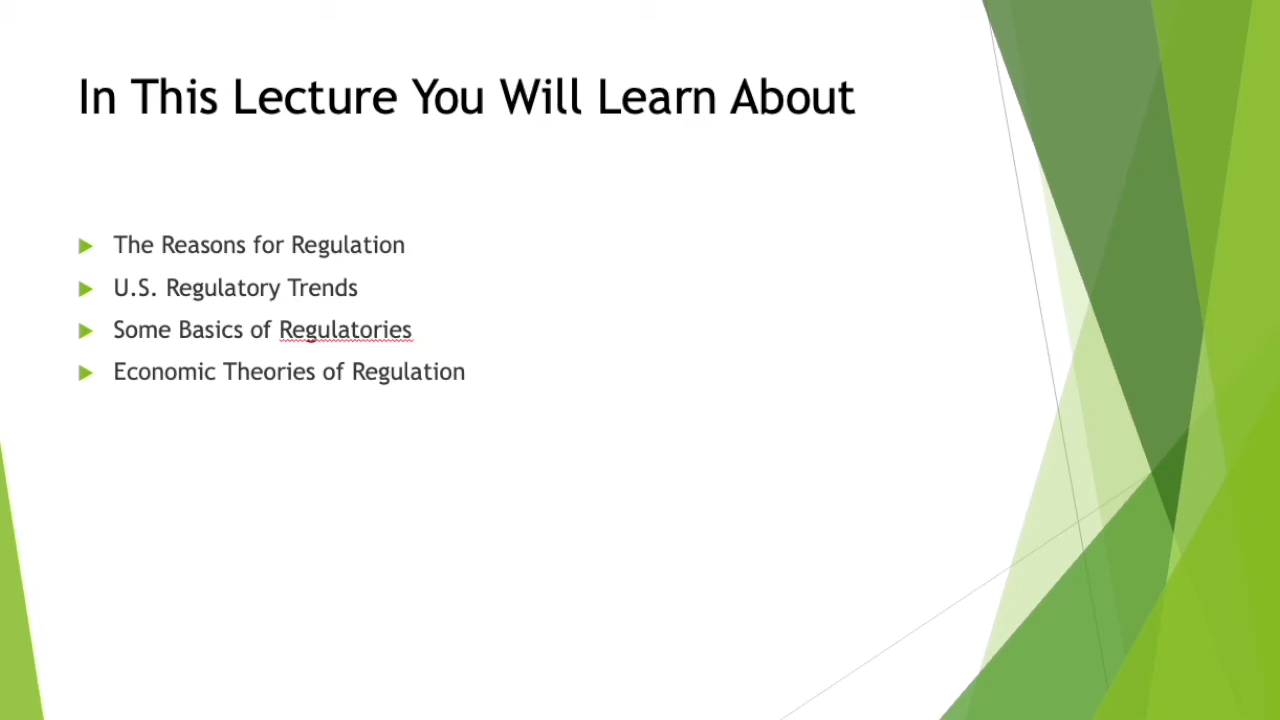 In This Lecture You Will Learn About
The Reasons for Regulation
U.S. Regulatory Trends
Some Basics of Regulatories
Economic Theories of Regulation